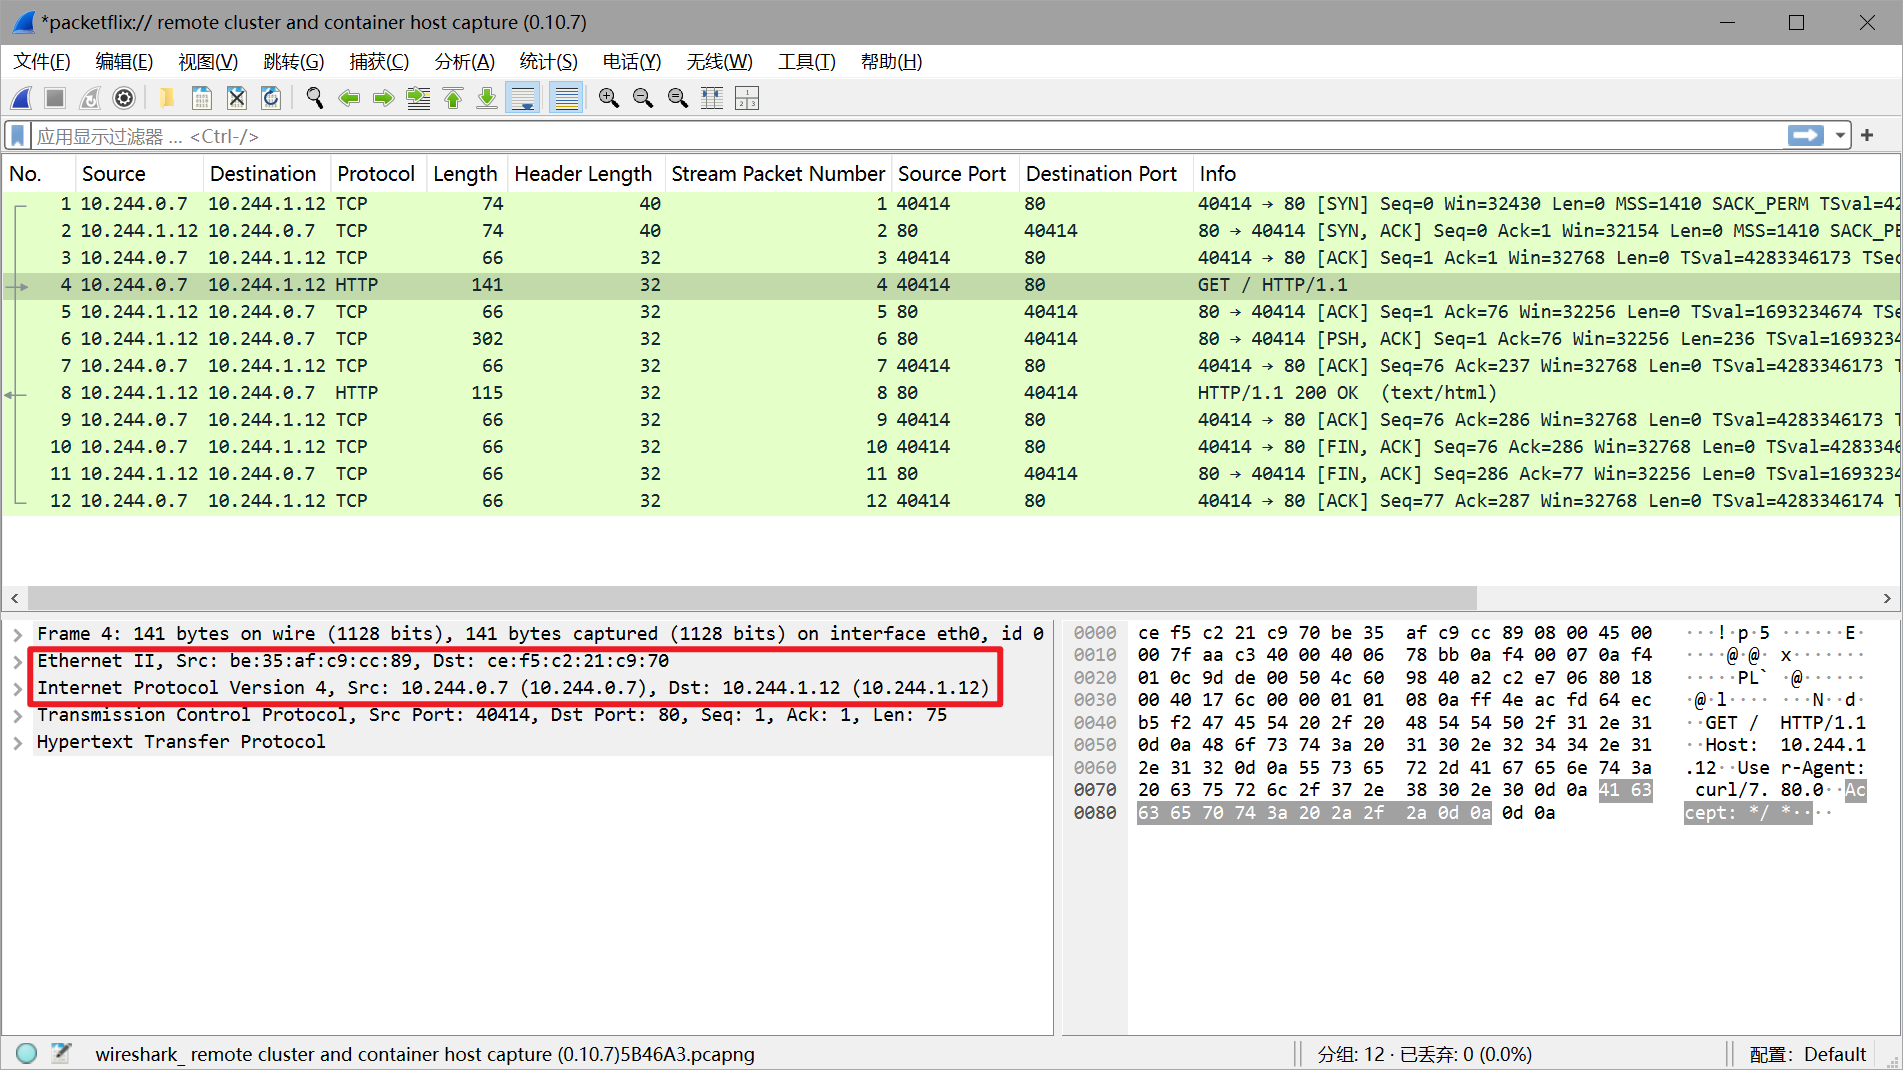 *packetflix:// remote cluster and container host capture (0.10.7)
文件(F) 编辑(E) 视图(V) 跳转(G) 捕获(C) 分析(A) 统计(S) 电话(Y) 无线(W) 工具(T) 帮助(H)
应用显示过滤器 … <Ctrl-/>
No. Source Destination Protocol Length Header Length Stream Packet Number Source Port Destination Port Info
1 10.244.0.7 10.244.1.12 TCP 74 40 1 40414 80 40414 → 80 [SYN] Seq=0 Win=32430 Len=0 MSS=1410 SACK_PERM TSval=42
2 10.244.1.12 10.244.0.7 TCP 74 40 2 80 40414 80 → 40414 [SYN, ACK] Seq=0 Ack=1 Win=32154 Len=0 MSS=1410 SACK_PE
3 10.244.0.7 10.244.1.12 TCP 66 32 3 40414 80 40414 → 80 [ACK] Seq=1 Ack=1 Win=32768 Len=0 TSval=4283346173 TSec
4 10.244.0.7 10.244.1.12 HTTP 141 32 4 40414 80 GET / HTTP/1.1
5 10.244.1.12 10.244.0.7 TCP 66 32 5 80 40414 80 → 40414 [ACK] Seq=1 Ack=76 Win=32256 Len=0 TSval=1693234674 TSe
6 10.244.1.12 10.244.0.7 TCP 302 32 6 80 40414 80 → 40414 [PSH, ACK] Seq=1 Ack=76 Win=32256 Len=236 TSval=1693234
7 10.244.0.7 10.244.1.12 TCP 66 32 7 40414 80 40414 → 80 [ACK] Seq=76 Ack=237 Win=32768 Len=0 TSval=4283346173 T
8 10.244.1.12 10.244.0.7 HTTP 115 32 8 80 40414 HTTP/1.1 200 OK (text/html)
9 10.244.0.7 10.244.1.12 TCP 66 32 9 40414 80 40414 → 80 [ACK] Seq=76 Ack=286 Win=32768 Len=0 TSval=4283346173 T
10 10.244.0.7 10.244.1.12 TCP 66 32 10 40414 80 40414 → 80 [FIN, ACK] Seq=76 Ack=286 Win=32768 Len=0 TSval=4283346
11 10.244.1.12 10.244.0.7 TCP 66 32 11 80 40414 80 → 40414 [FIN, ACK] Seq=286 Ack=77 Win=32256 Len=0 TSval=1693234
12 10.244.0.7 10.244.1.12 TCP 66 32 12 40414 80 40414 → 80 [ACK] Seq=77 Ack=287 Win=32768 Len=0 TSval=4283346174 T
Frame 4: 141 bytes on wire (1128 bits), 141 bytes captured (1128 bits) on interface eth0, id 0
Ethernet II, Src: be:35:af:c9:cc:89, Dst: ce:f5:c2:21:c9:70
Internet Protocol Version 4, Src: 10.244.0.7 (10.244.0.7), Dst: 10.244.1.12 (10.244.1.12)
Transmission Control Protocol, Src Port: 40414, Dst Port: 80, Seq: 1, Ack: 1, Len: 75
Hypertext Transfer Protocol
0000 ce f5 c2 21 c9 70 be 35 af c9 cc 89 08 00 45 00 ···!·p·5 ······E·
0010 00 7f aa c3 40 00 40 06 78 bb 0a f4 00 07 0a f4 ····@·@· x·······
0020 01 0c 9d de 00 50 4c 60 98 40 a2 c2 e7 06 80 18 ·····PL` ·@······
0030 00 40 17 6c 00 00 01 01 08 0a ff 4e ac fd 64 ec ·@·l···· ···N··d·
0040 b5 f2 47 45 54 20 2f 20 48 54 54 50 2f 31 2e 31 ··GET / HTTP/1.1
0050 0d 0a 48 6f 73 74 3a 20 31 30 2e 32 34 34 2e 31 ··Host: 10.244.1
0060 2e 31 32 0d 0a 55 73 65 72 2d 41 67 65 6e 74 3a .12··Use r-Agent:
0070 20 63 75 72 6c 2f 37 2e 38 30 2e 30 0d 0a 41 63 curl/7. 80.0··Ac
0080 63 65 70 74 3a 20 2a 2f 2a 0d 0a 0d 0a cept: */ *····
wireshark_ remote cluster and container host capture (0.10.7)5B46A3.pcapng 分组: 12 · 已丢弃: 0 (0.0%) 配置: Default